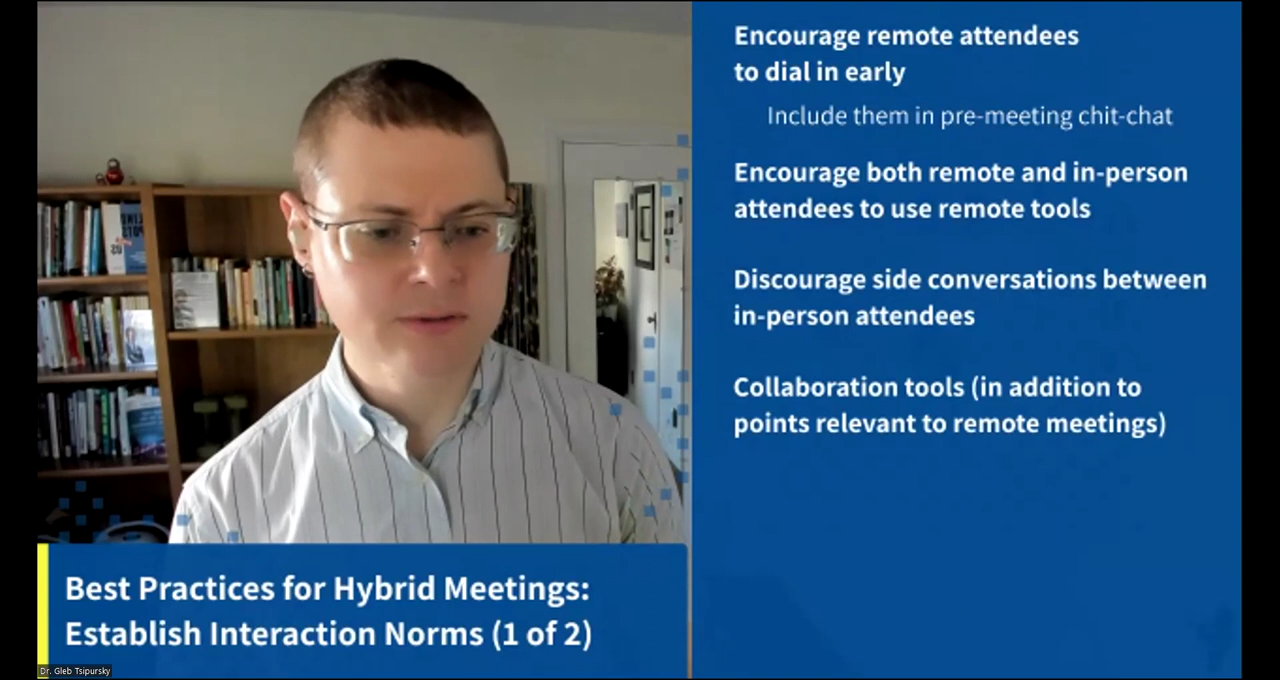 Encourage remote attendees
to dial in early
Include them in pre-meeting chit-chat
Encourage both remote and in-person
attendees to use remote tools
Discourage side conversations between
in-person attendees
Collaboration tools (in addition to
points relevant to remote meetings)
Best Practices for Hybrid Meetings:
Establish Interaction Norms (1 of 2)
Dr. Gleb Tsipursky